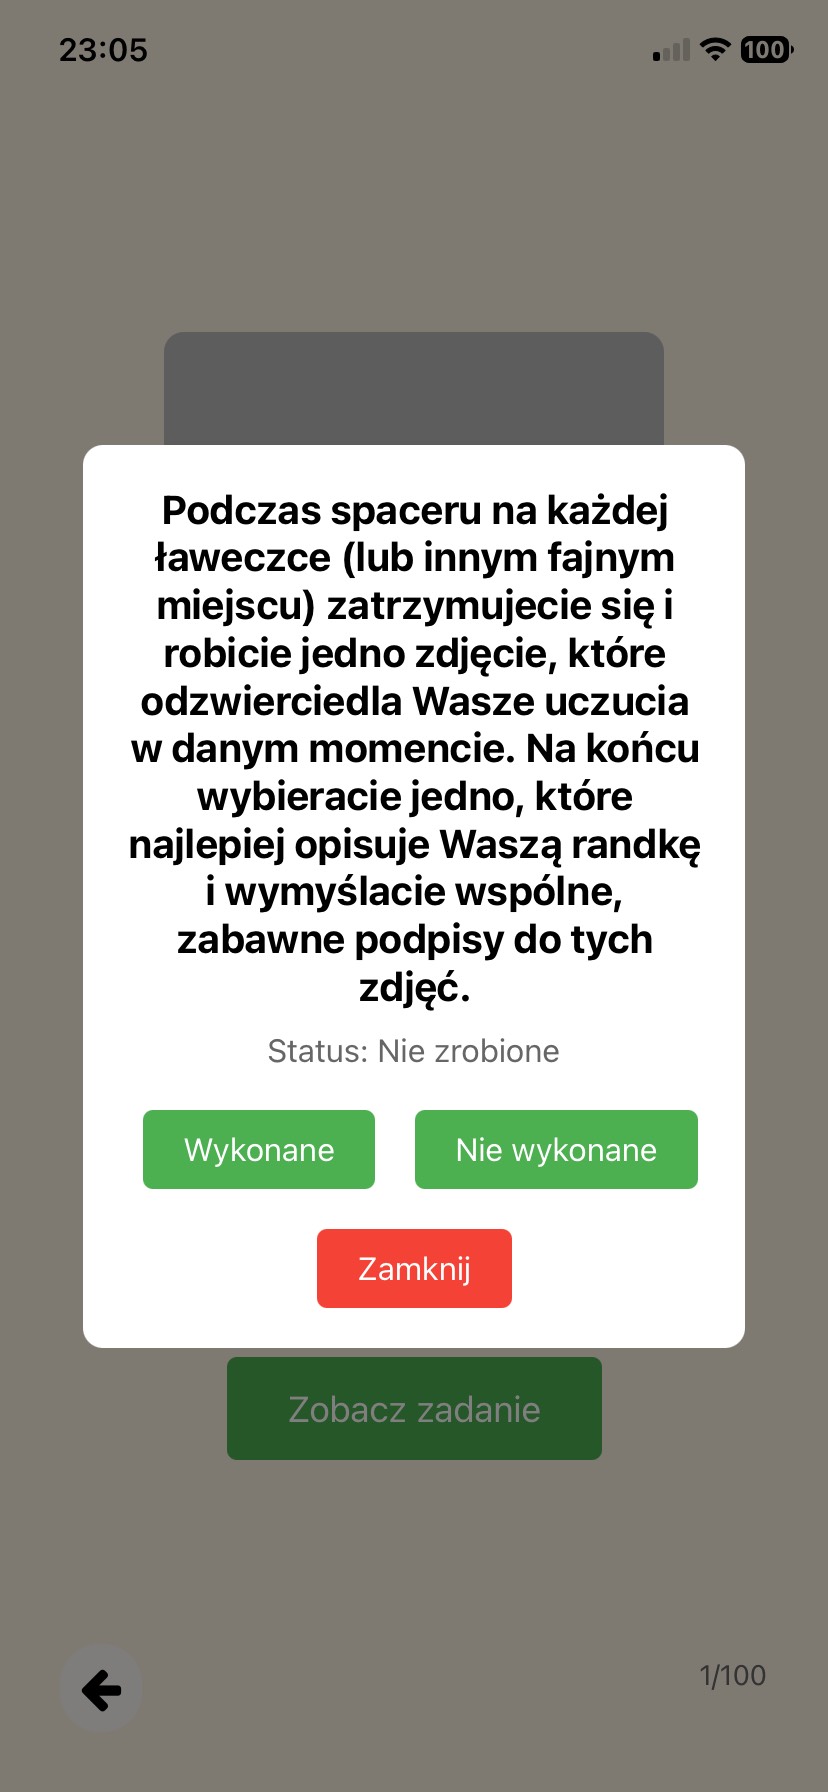 23:05
100
Podczas spaceru na każdej
ławeczce (lub innym fajnym
miejscu) zatrzymujecie się i
robicie jedno zdjęcie, które
odzwierciedla Wasze uczucia
w danym momencie. Na końcu
wybieracie jedno, które
najlepiej opisuje Waszą randkę
i wymyślacie wspólne,
zabawne podpisy do tych
zdjęć.
Status: Nie zrobione
Wykonane
Nie wykonane
Zamknij
Zobacz zadanie
1/100